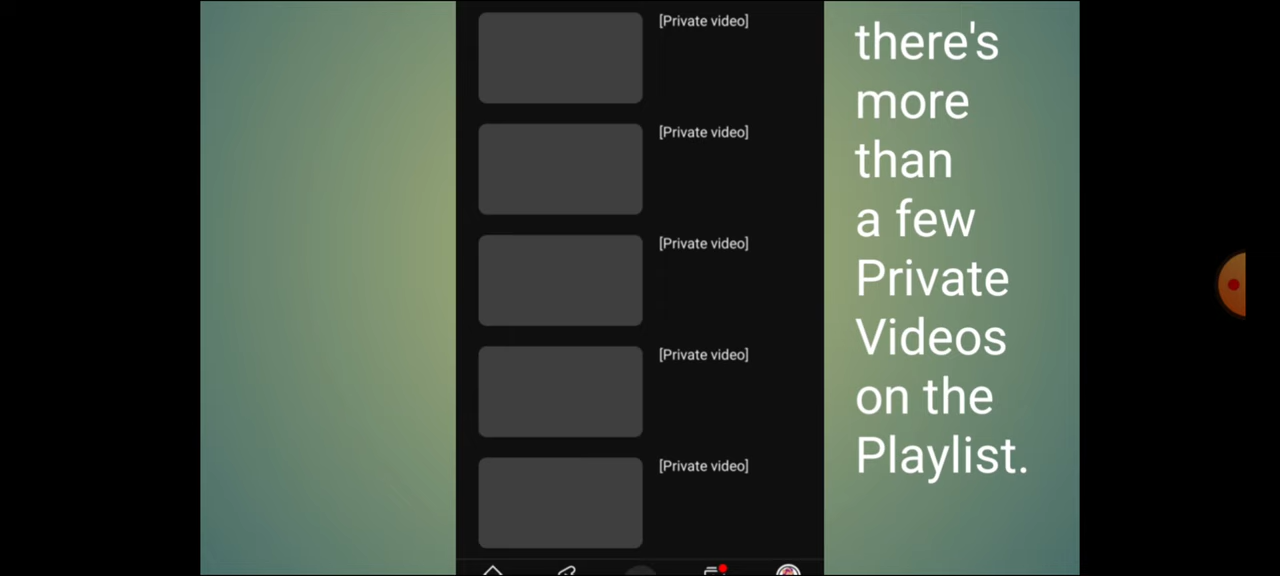 [Private video]
[Private video]
[Private video]
[Private video]
[Private video]
there's
more
than
a few
Private
Videos
on the
Playlist.